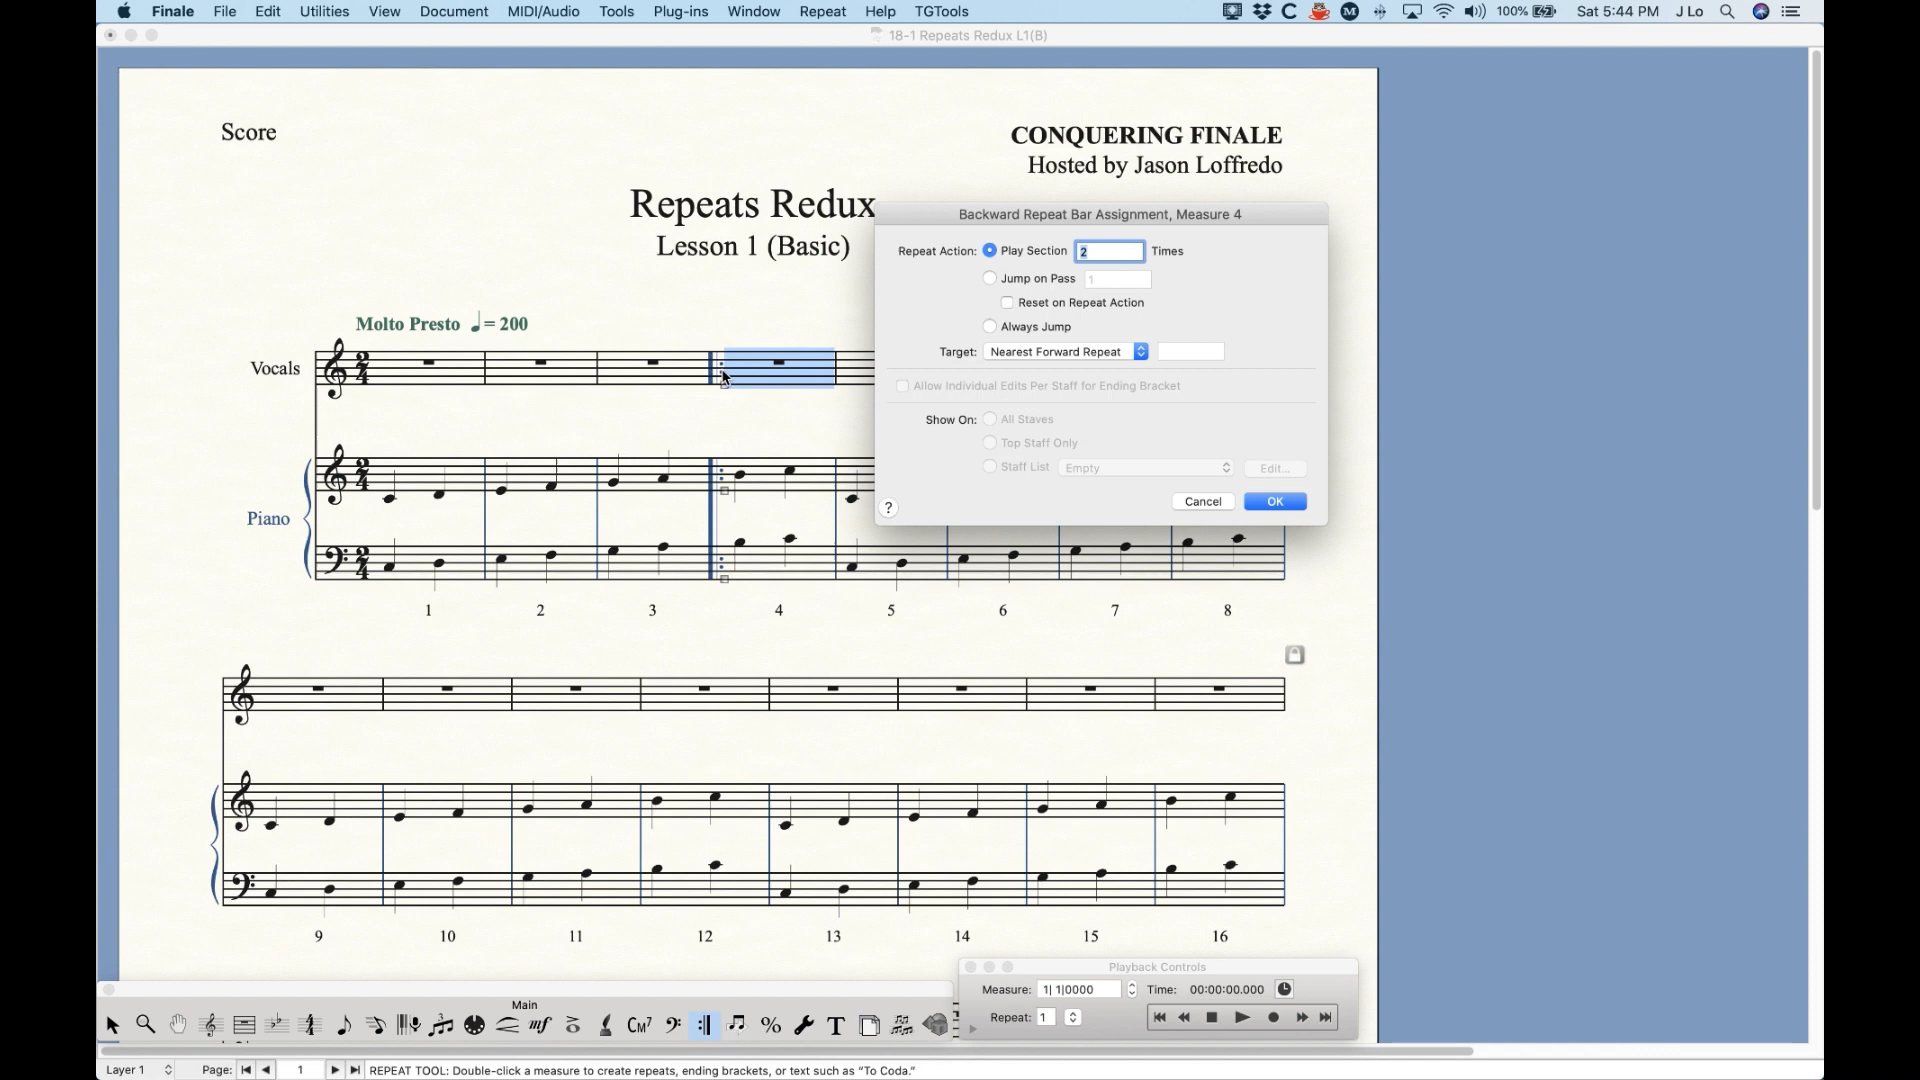 Finale File Edit Utilities View Document MIDI/Audio Tools Plug-ins Window Repeat Help TGTools 100% Sat 5:44 PM J Lo
18-1 Repeats Redux L1(B)
Score
CONQUERING FINALE
Hosted by Jason Loffredo
Repeats Redux
Lesson 1 (Basic)
Backward Repeat Bar Assignment, Measure 4
Repeat Action: Play Section 2 Times
Jump on Pass 1
Reset on Repeat Action
Always Jump
Target: Nearest Forward Repeat
Allow Individual Edits Per Staff for Ending Bracket
Show On: All Staves
Top Staff Only
Staff List Empty Edit...
? Cancel OK
Molto Presto ♩= 200
Vocals
Piano
1 2 3 4 5 6 7 8
9 10 11 12 13 14 15 16
Main
Playback Controls
Measure: 1| 1|0000 Time: 00:00:00.000
Repeat: 1
Layer 1 Page: 1 REPEAT TOOL: Double-click a measure to create repeats, ending brackets, or text such as “To Coda.”